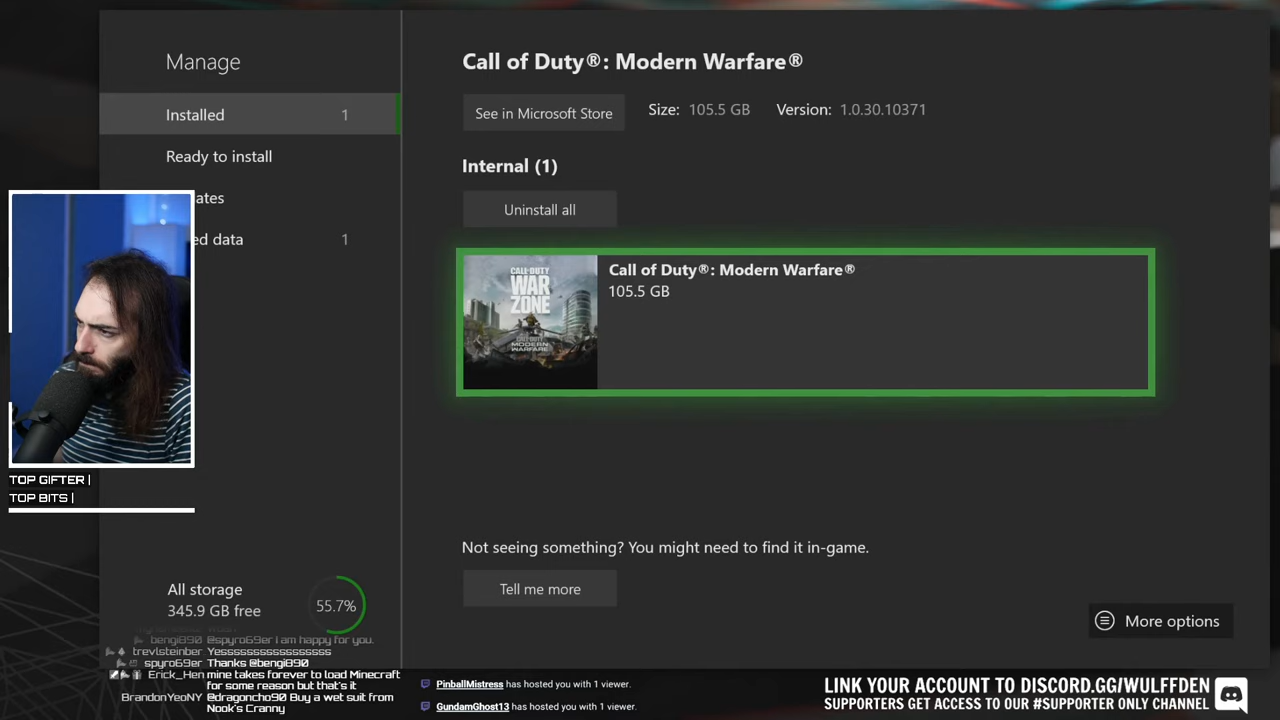 Manage
Installed 1
Ready to install
ates
ed data 1
All storage
345.9 GB free
55.7%
Call of Duty®: Modern Warfare®
See in Microsoft Store
Size: 105.5 GB Version: 1.0.30.10371
Internal (1)
Uninstall all
CALL·DUTY
WAR
ZONE
MODERN
WARFARE
Call of Duty®: Modern Warfare®
105.5 GB
Not seeing something? You might need to find it in-game.
Tell me more
More options
TOP GIFTER |
TOP BITS |
bengi890 @spyro69er I am happy for you.
trevlsteinber Yesssssssssssssssssss
spyro69er Thanks @bengi890
Erick_Hen mine takes forever to load Minecraft
for some reason but that's it
BrandonYeoNY @dragoncho90 Buy a wet suit from
Nook's Cranny
PinballMistress has hosted you with 1 viewer.
GundamGhost13 has hosted you with 1 viewer.
LINK YOUR ACCOUNT TO DISCORD.GG/WULFFDEN
SUPPORTERS GET ACCESS TO OUR #SUPPORTER ONLY CHANNEL